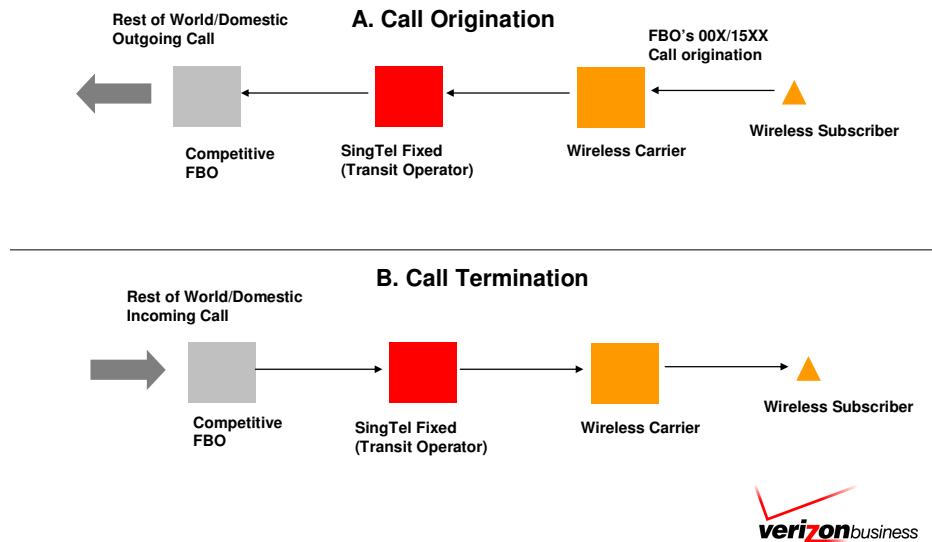 A. Call Origination
Rest of World/Domestic
Outgoing Call
FBO's 00X/15XX
Call origination
Competitive
FBO
SingTel Fixed
(Transit Operator)
Wireless Carrier
Wireless Subscriber
B. Call Termination
Rest of World/Domestic
Incoming Call
Competitive
FBO
SingTel Fixed
(Transit Operator)
Wireless Carrier
Wireless Subscriber
verizonbusiness